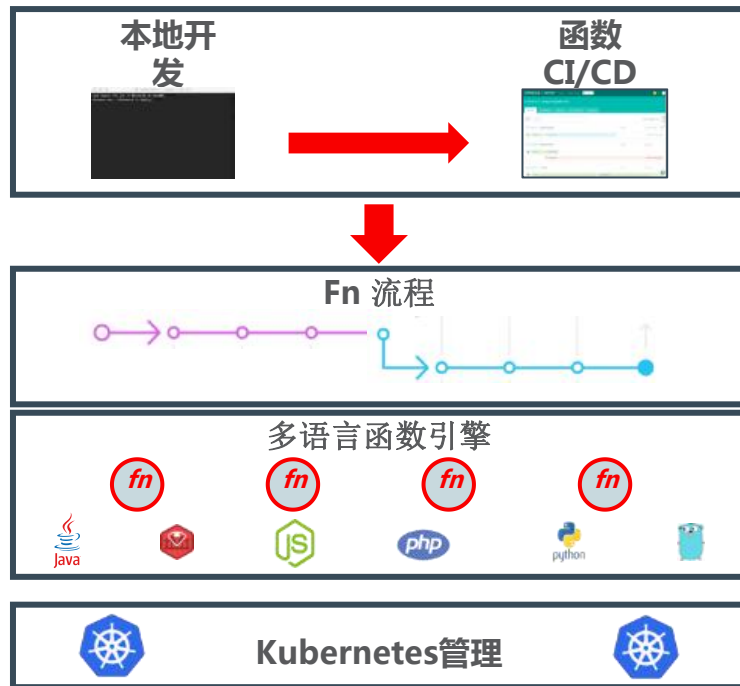 本地开
发
函数
CI/CD
Fn 流程
多语言函数引擎
fn
fn
fn
fn
Java
JS
php
python
Kubernetes管理